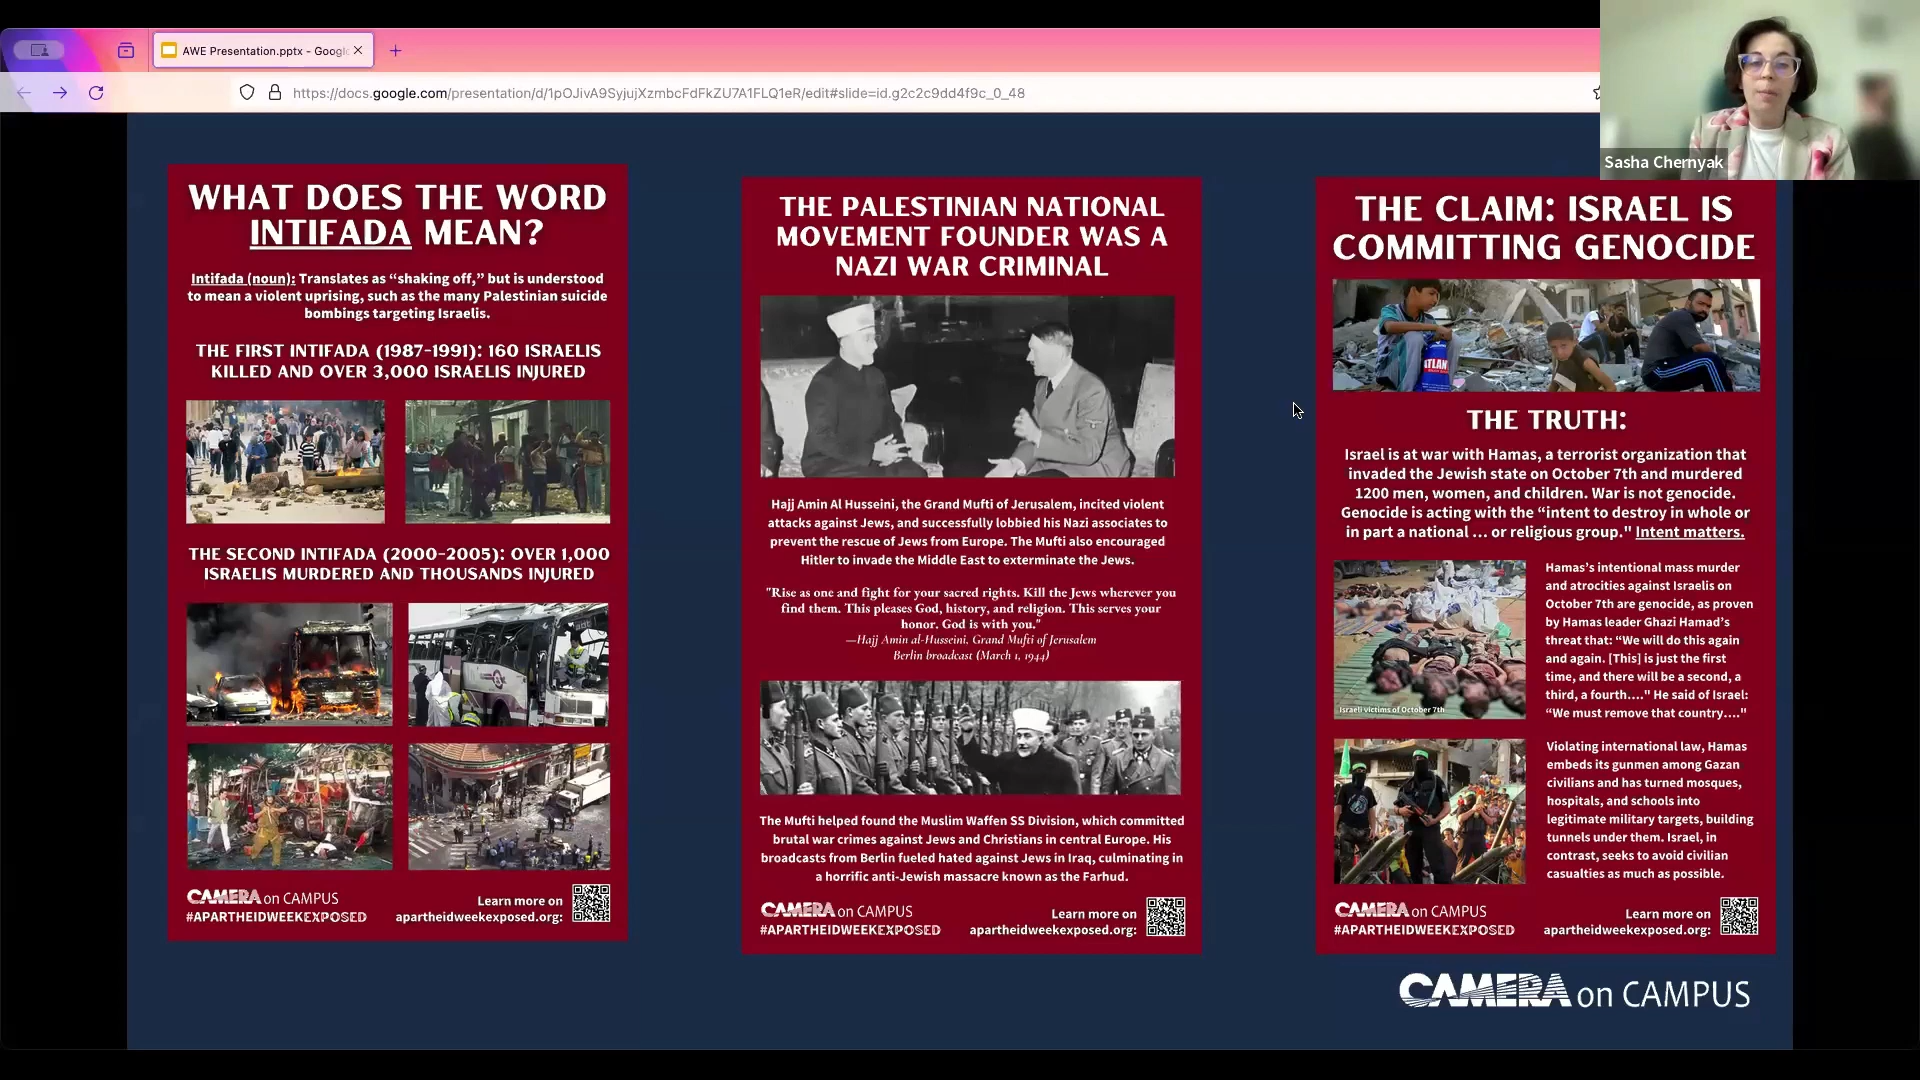 AWE Presentation.pptx - Googl
https://docs.google.com/presentation/d/1pOJivA9SyjujXzmbcFdFkZU7A1FLQ1eR/edit#slide=id.g2c2c9dd4f9c_0_48
Sasha Chernyak
WHAT DOES THE WORD
INTIFADA MEAN?
Intifada (noun): Translates as “shaking off,” but is understood
to mean a violent uprising, such as the many Palestinian suicide
bombings targeting Israelis.
THE FIRST INTIFADA (1987-1991): 160 ISRAELIS
KILLED AND OVER 3,000 ISRAELIS INJURED
THE SECOND INTIFADA (2000-2005): OVER 1,000
ISRAELIS MURDERED AND THOUSANDS INJURED
CAMERA on CAMPUS
#APARTHEIDWEEKEXPOSED
Learn more on
apartheidweekexposed.org:
THE PALESTINIAN NATIONAL
MOVEMENT FOUNDER WAS A
NAZI WAR CRIMINAL
Hajj Amin Al Husseini, the Grand Mufti of Jerusalem, incited violent
attacks against Jews, and successfully lobbied his Nazi associates to
prevent the rescue of Jews from Europe. The Mufti also encouraged
Hitler to invade the Middle East to exterminate the Jews.
"Rise as one and fight for your sacred rights. Kill the Jews wherever you
find them. This pleases God, history, and religion. This serves your
honor. God is with you."
—Hajj Amin al-Husseini, Grand Mufti of Jerusalem
Berlin broadcast (March 1, 1944)
The Mufti helped found the Muslim Waffen SS Division, which committed
brutal war crimes against Jews and Christians in central Europe. His
broadcasts from Berlin fueled hated against Jews in Iraq, culminating in
a horrific anti-Jewish massacre known as the Farhud.
CAMERA on CAMPUS
#APARTHEIDWEEKEXPOSED
Learn more on
apartheidweekexposed.org:
THE CLAIM: ISRAEL IS
COMMITTING GENOCIDE
THE TRUTH:
Israel is at war with Hamas, a terrorist organization that
invaded the Jewish state on October 7th and murdered
1200 men, women, and children. War is not genocide.
Genocide is acting with the “intent to destroy in whole or
in part a national ... or religious group." Intent matters.
Israeli victims of October 7th
Hamas’s intentional mass murder
and atrocities against Israelis on
October 7th are genocide, as proven
by Hamas leader Ghazi Hamad’s
threat that: “We will do this again
and again. [This] is just the first
time, and there will be a second, a
third, a fourth...." He said of Israel:
“We must remove that country...."
Violating international law, Hamas
embeds its gunmen among Gazan
civilians and has turned mosques,
hospitals, and schools into
legitimate military targets, building
tunnels under them. Israel, in
contrast, seeks to avoid civilian
casualties as much as possible.
CAMERA on CAMPUS
#APARTHEIDWEEKEXPOSED
Learn more on
apartheidweekexposed.org:
CAMERA on CAMPUS